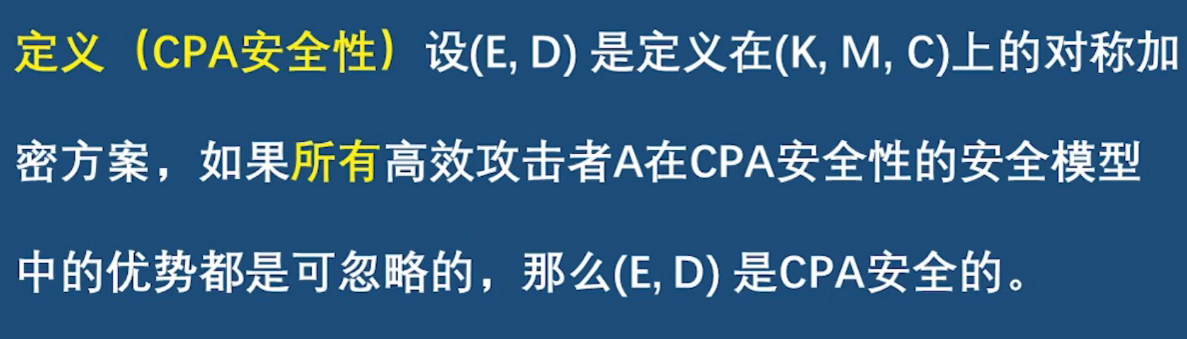 定义（CPA安全性）设(E, D) 是定义在(K, M, C)上的对称加
密方案，如果所有高效攻击者A在CPA安全性的安全模型
中的优势都是可忽略的，那么(E, D) 是CPA安全的。